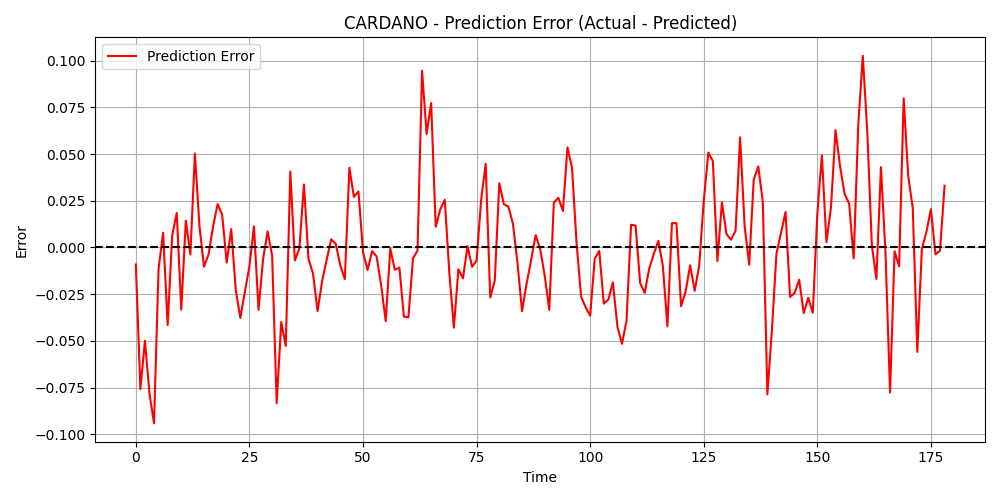 CARDANO - Prediction Error (Actual - Predicted)
Prediction Error
0.100
0.075
0.050
0.025
0.000
−0.025
−0.050
−0.075
−0.100
Error
0 25 50 75 100 125 150 175
Time